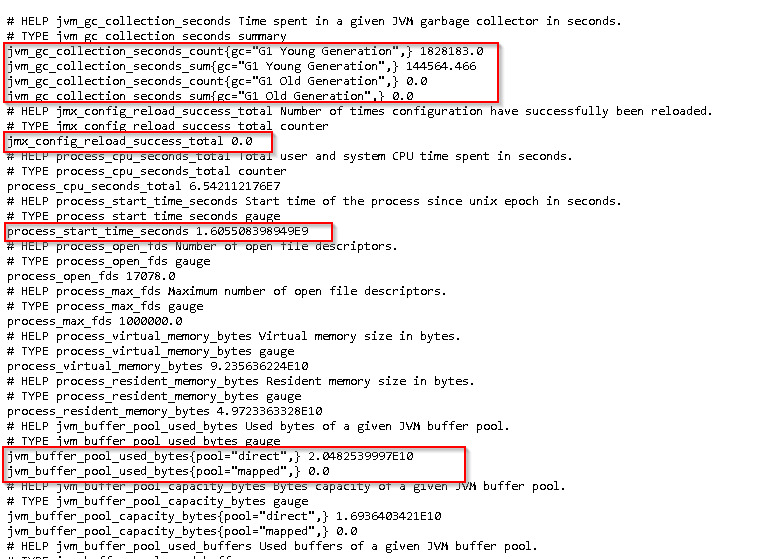 # HELP jvm_gc_collection_seconds Time spent in a given JVM garbage collector in seconds.
# TYPE jvm_gc_collection_seconds summary
jvm_gc_collection_seconds_count{gc="G1 Young Generation",} 1828183.0
jvm_gc_collection_seconds_sum{gc="G1 Young Generation",} 144564.466
jvm_gc_collection_seconds_count{gc="G1 Old Generation",} 0.0
jvm_gc_collection_seconds_sum{gc="G1 Old Generation",} 0.0
# HELP jmx_config_reload_success_total Number of times configuration have successfully been reloaded.
# TYPE jmx_config_reload_success_total counter
jmx_config_reload_success_total 0.0
# HELP process_cpu_seconds_total Total user and system CPU time spent in seconds.
# TYPE process_cpu_seconds_total counter
process_cpu_seconds_total 6.542112176E7
# HELP process_start_time_seconds Start time of the process since unix epoch in seconds.
# TYPE process_start_time_seconds gauge
process_start_time_seconds 1.605508398949E9
# HELP process_open_fds Number of open file descriptors.
# TYPE process_open_fds gauge
process_open_fds 17078.0
# HELP process_max_fds Maximum number of open file descriptors.
# TYPE process_max_fds gauge
process_max_fds 1000000.0
# HELP process_virtual_memory_bytes Virtual memory size in bytes.
# TYPE process_virtual_memory_bytes gauge
process_virtual_memory_bytes 9.235636224E10
# HELP process_resident_memory_bytes Resident memory size in bytes.
# TYPE process_resident_memory_bytes gauge
process_resident_memory_bytes 4.9723363328E10
# HELP jvm_buffer_pool_used_bytes Used bytes of a given JVM buffer pool.
# TYPE jvm_buffer_pool_used_bytes gauge
jvm_buffer_pool_used_bytes{pool="direct",} 2.0482539997E10
jvm_buffer_pool_used_bytes{pool="mapped",} 0.0
# HELP jvm_buffer_pool_capacity_bytes Bytes capacity of a given JVM buffer pool.
# TYPE jvm_buffer_pool_capacity_bytes gauge
jvm_buffer_pool_capacity_bytes{pool="direct",} 1.6936403421E10
jvm_buffer_pool_capacity_bytes{pool="mapped",} 0.0
# HELP jvm_buffer_pool_used_buffers Used buffers of a given JVM buffer pool.